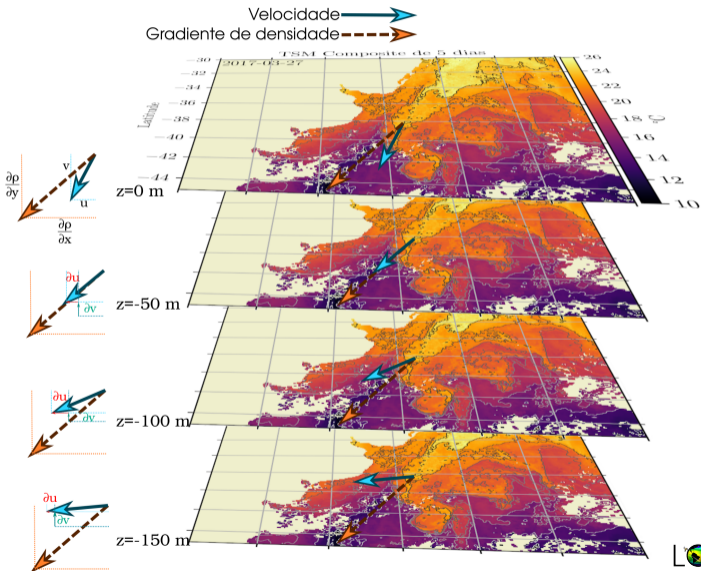 Velocidade
Gradiente de densidade
TSM Composite de 5 dias
2017-03-27
−30
−32
−34
−36
−38
−40
−42
−44
Latitude
26
24
22
20
18
16
14
12
10
°C
∂ρ
∂y
v
u
∂ρ
∂x
z=0 m
∂u
∂v
z=-50 m
∂u
∂v
z=-100 m
∂u
∂v
z=-150 m